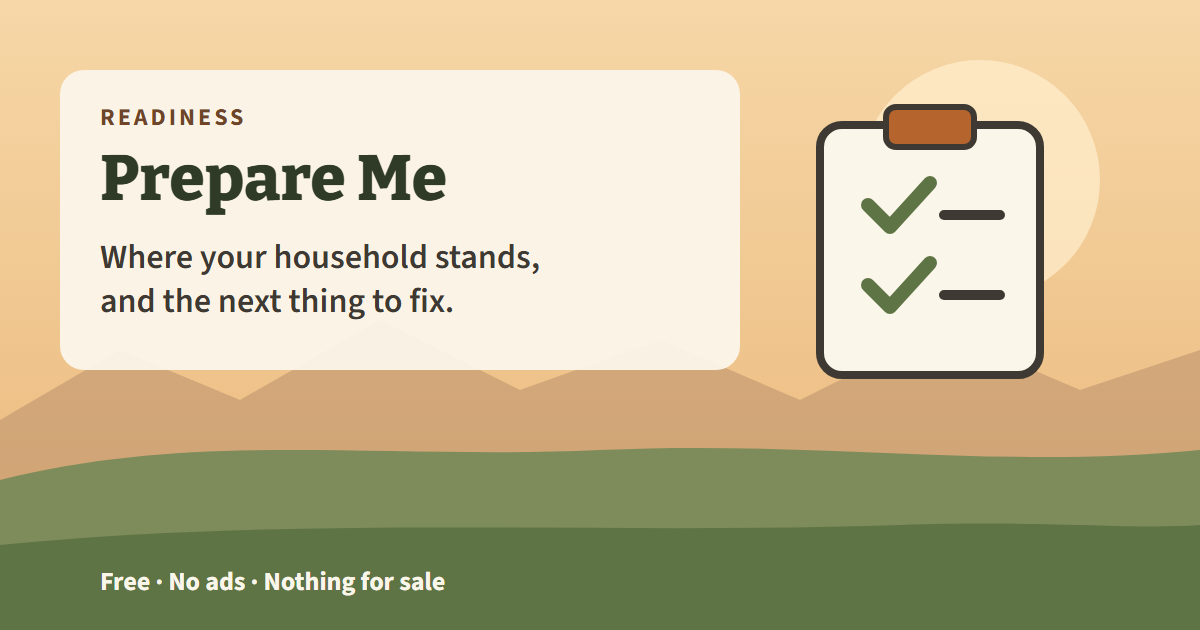 READINESS
Prepare Me
Where your household stands,
and the next thing to fix.
Free · No ads · Nothing for sale